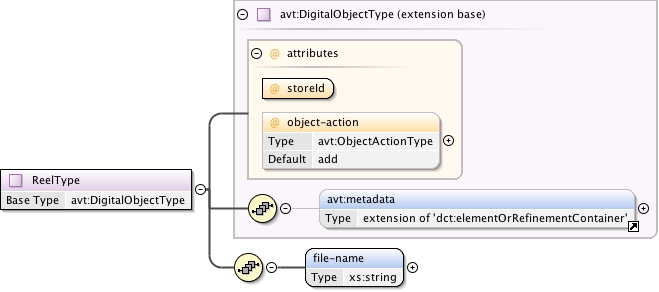 avt:DigitalObjectType (extension base)
@ attributes
@ storeId
@ object-action
Type avt:ObjectActionType
Default add
ReelType
Base Type avt:DigitalObjectType
avt:metadata
Type extension of 'dct:elementOrRefinementContainer'
file-name
Type xs:string